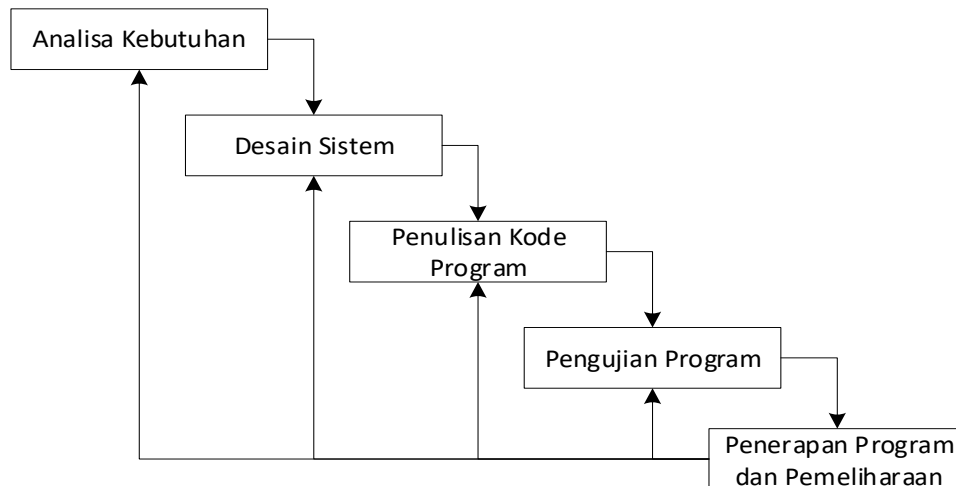 Analisa Kebutuhan
Desain Sistem
Penulisan Kode
Program
Pengujian Program
Penerapan Program
dan Pemeliharaan